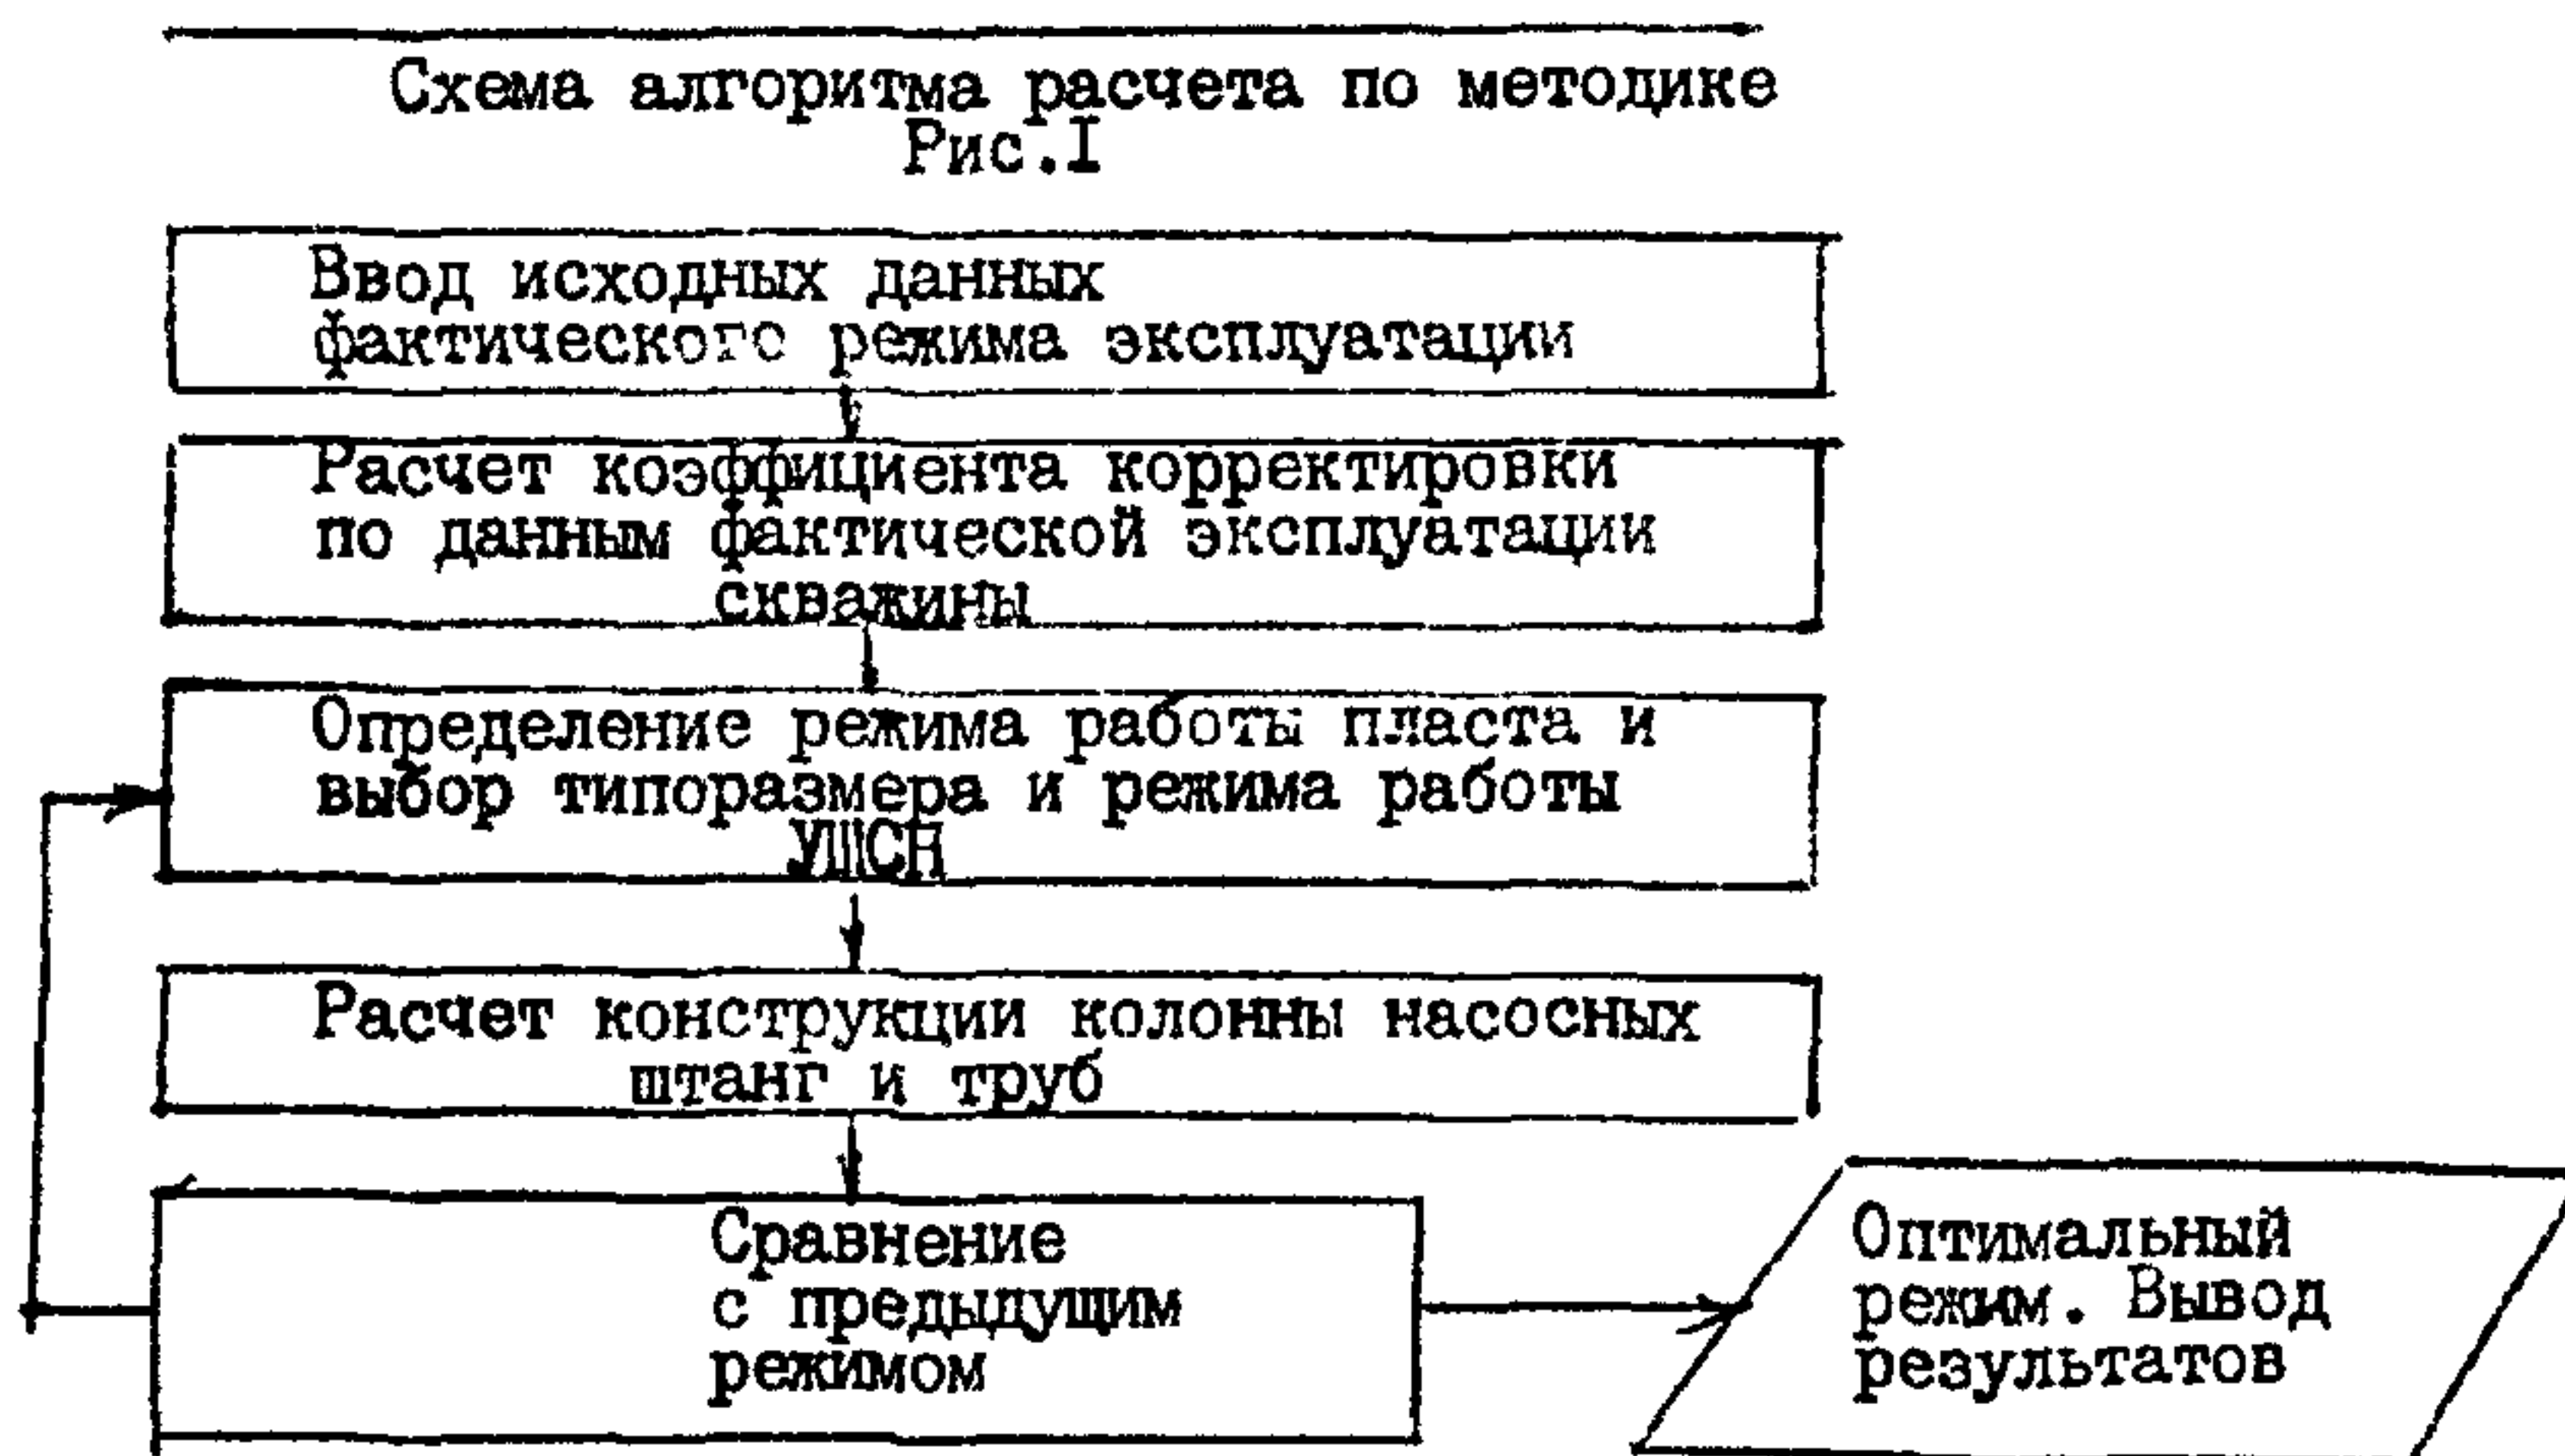 Схема алгоритма расчета по методике
Рис.I
Ввод исходных данных
фактического режима эксплуатации
Расчет коэффициента корректировки
по данным фактической эксплуатации
скважины
Определение режима работы пласта и
выбор типоразмера и режима работы
УШСН
Расчет конструкции колонны насосных
штанг и труб
Сравнение
с предыдущим
режимом
Оптимальный
режим. Вывод
результатов